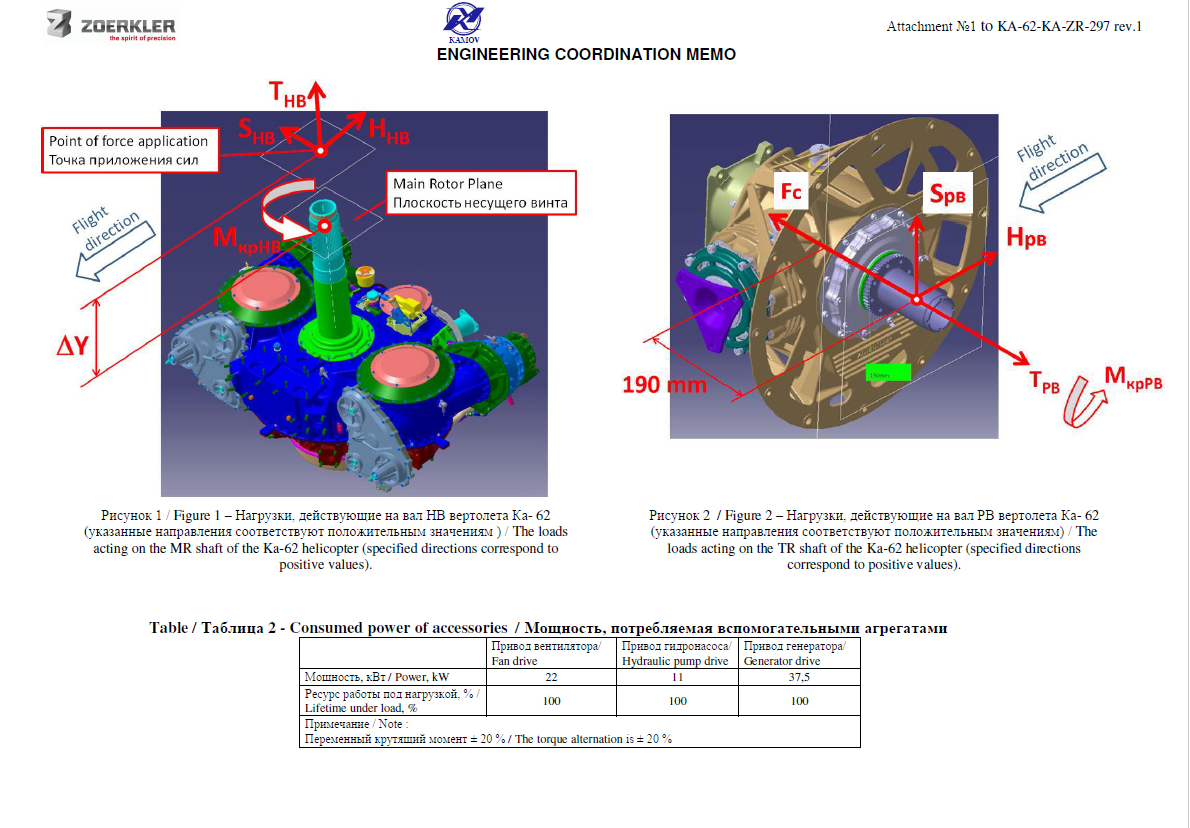 ZOERKLER
the spirit of precision
KAMOV
Attachment №1 to KA-62-KA-ZR-297 rev.1
ENGINEERING COORDINATION MEMO
TНВ
SНВ
HНВ
Point of force application
Точка приложения сил
Main Rotor Plane
Плоскость несущего винта
Flight
direction
MкрНВ
ΔY
Flight
direction
Fc
Sрв
Hрв
190 mm
190mm
TРВ
MкрРВ
Рисунок 1 / Figure 1 – Нагрузки, действующие на вал НВ вертолета Ка- 62
(указанные направления соответствуют положительным значениям ) / The loads
acting on the MR shaft of the Ka-62 helicopter (specified directions correspond to
positive values).
Рисунок 2 / Figure 2 – Нагрузки, действующие на вал РВ вертолета Ка- 62
(указанные направления соответствуют положительным значениям) / The
loads acting on the TR shaft of the Ka-62 helicopter (specified directions
correspond to positive values).
Table / Таблица 2 - Consumed power of accessories / Мощность, потребляемая вспомогательными агрегатами
Привод вентилятора/ Привод гидронасоса/ Привод генератора/
Fan drive Hydraulic pump drive Generator drive
Мощность, кВт / Power, kW 22 11 37,5
Ресурс работы под нагрузкой, % /
Lifetime under load, % 100 100 100
Примечание / Note :
Переменный крутящий момент ± 20 % / The torque alternation is ± 20 %